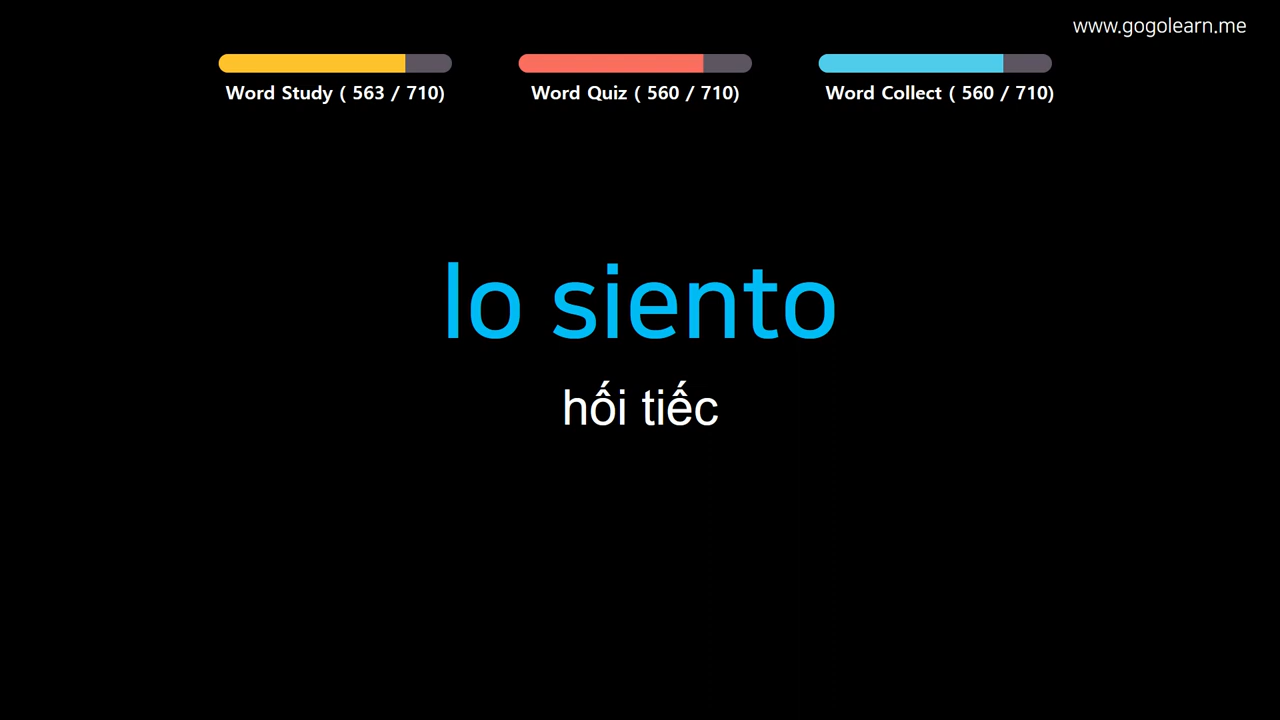 www.gogolearn.me
Word Study ( 563 / 710) Word Quiz ( 560 / 710) Word Collect ( 560 / 710)
lo siento
hối tiếc